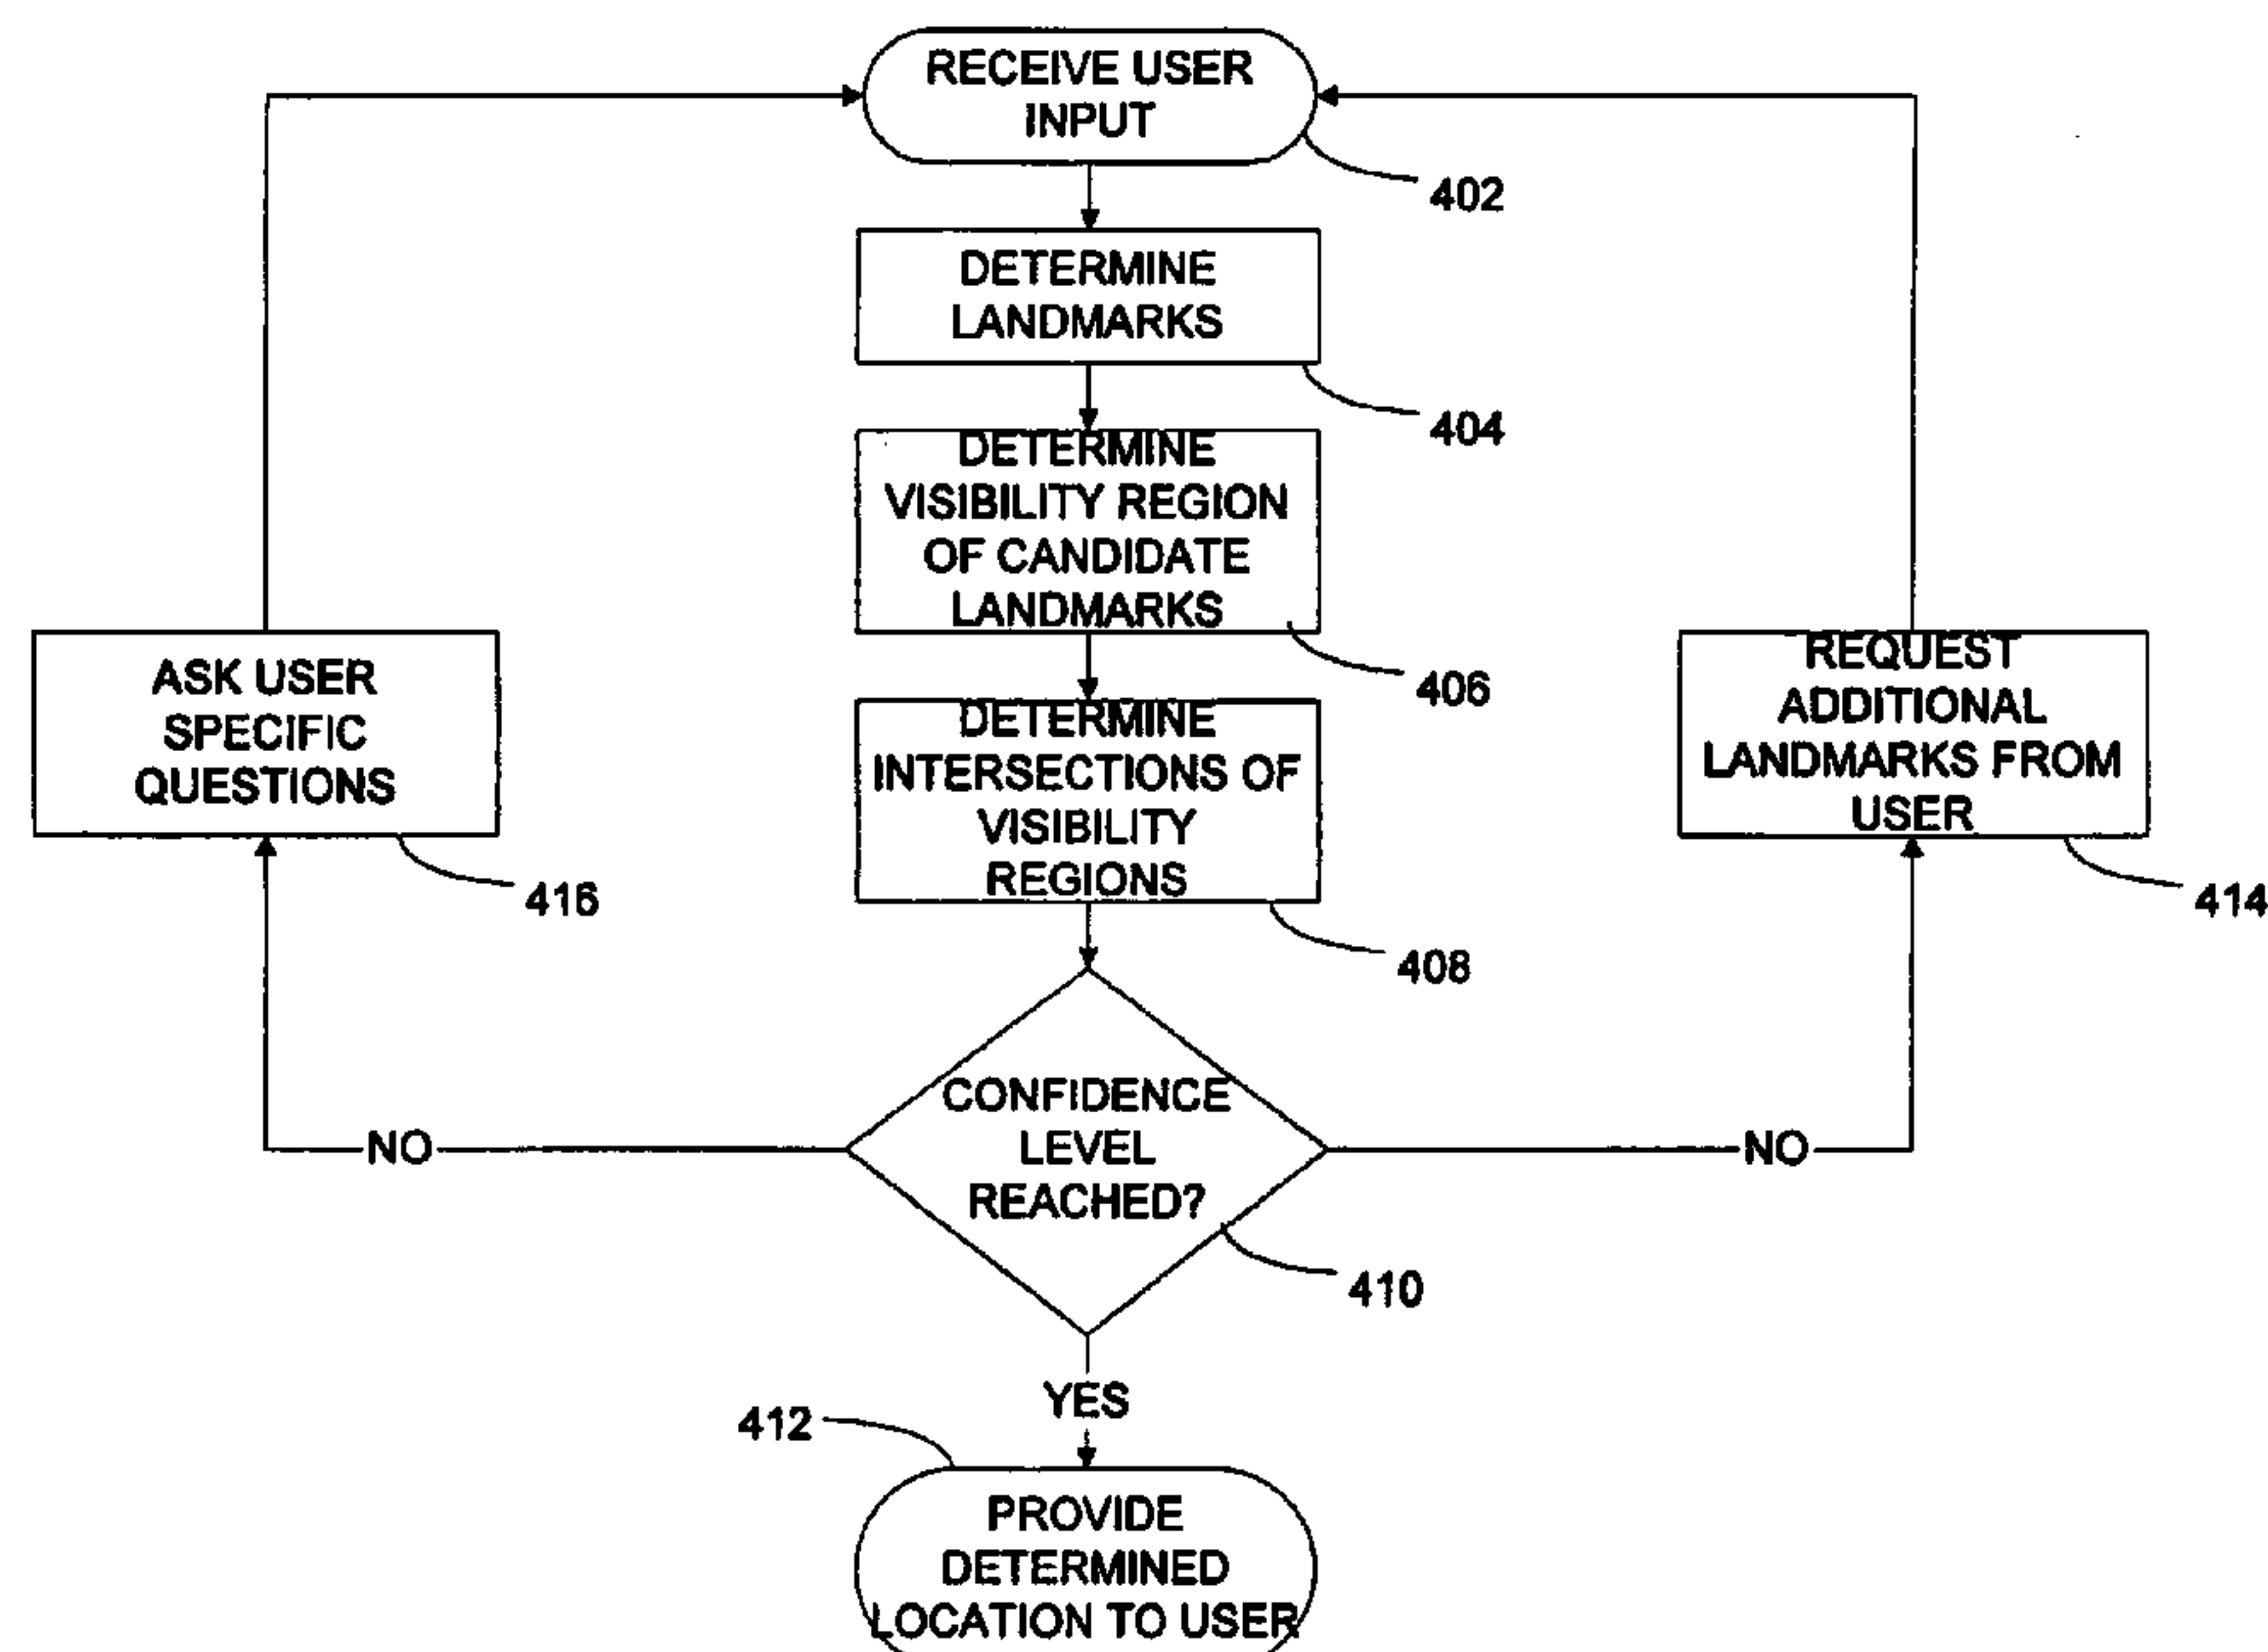 RECEIVE USER
INPUT
402
DETERMINE
LANDMARKS
404
DETERMINE
VISIBILITY REGION
OF CANDIDATE
LANDMARKS
406
ASK USER
SPECIFIC
QUESTIONS
416
DETERMINE
INTERSECTIONS OF
VISIBILITY
REGIONS
408
REQUEST
ADDITIONAL
LANDMARKS FROM
USER
414
NO
CONFIDENCE
LEVEL
REACHED?
410
NO
YES
412
PROVIDE
DETERMINED
LOCATION TO USER